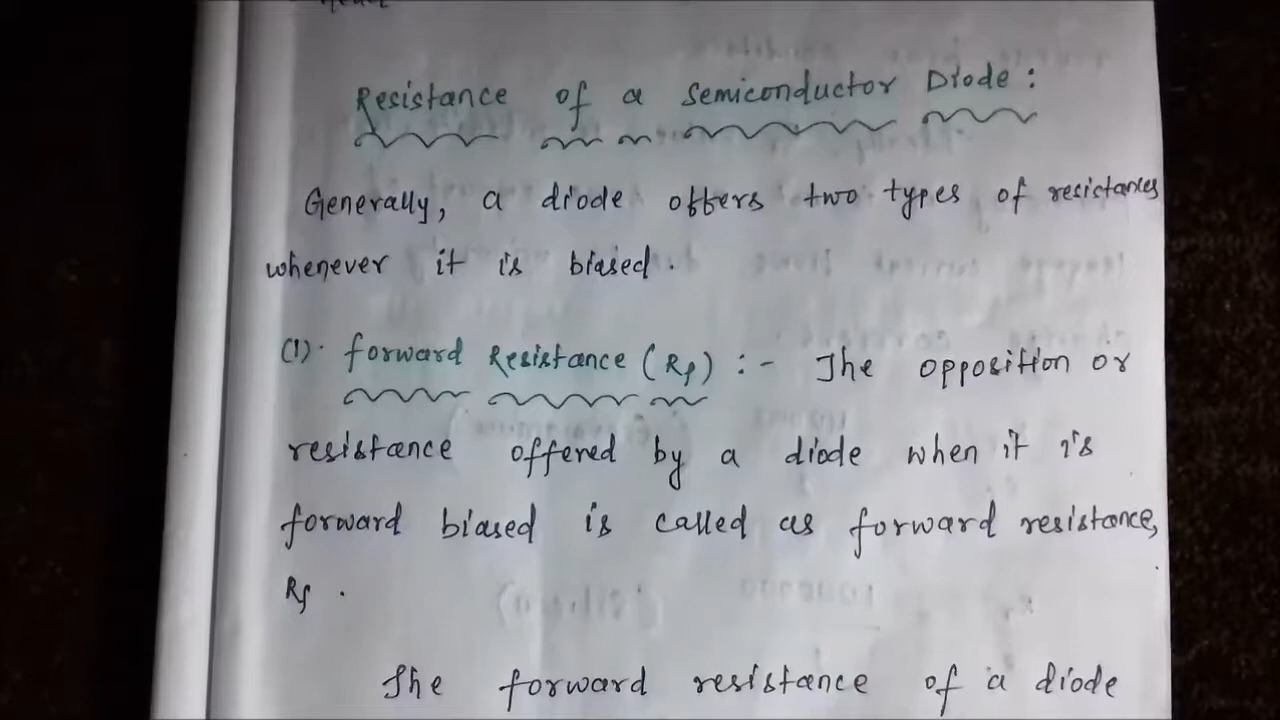 Resistance of a Semiconductor Diode :
Generally, a diode offers two types of resistances
whenever it is biased .
(1). forward Resistance (Rf) :- The opposition or
resistance offered by a diode when it is
forward biased is called as forward resistance,
Rf .
The forward resistance of a diode